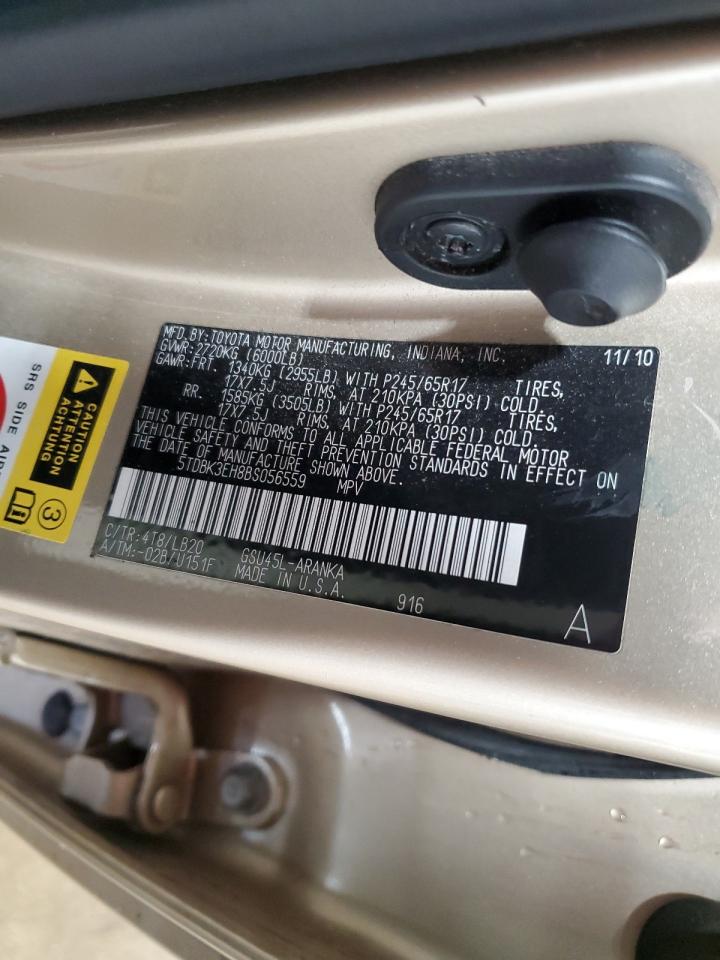 MFD.BY:TOYOTA MOTOR MANUFACTURING, INDIANA, INC. 11/10
GVWR:2720KG (6000LB)
GAWR:FRT. 1340KG (2955LB) WITH P245/65R17 TIRES,
17X7.5J RIMS, AT 210KPA (30PSI) COLD.
RR. 1585KG (3505LB) WITH P245/65R17 TIRES,
17X7.5J RIMS, AT 210KPA (30PSI) COLD.
THIS VEHICLE CONFORMS TO ALL APPLICABLE FEDERAL MOTOR
VEHICLE SAFETY AND THEFT PREVENTION STANDARDS IN EFFECT ON
THE DATE OF MANUFACTURE SHOWN ABOVE.
5TDBK3EH8BS056559 MPV
C/TR:4T8/LB20 GSU45L-ARANKA
A/TM:-02B/U151F MADE IN U.S.A. 916 A
CAUTION
ATTENTION
ACHTUNG
3
SRS SIDE